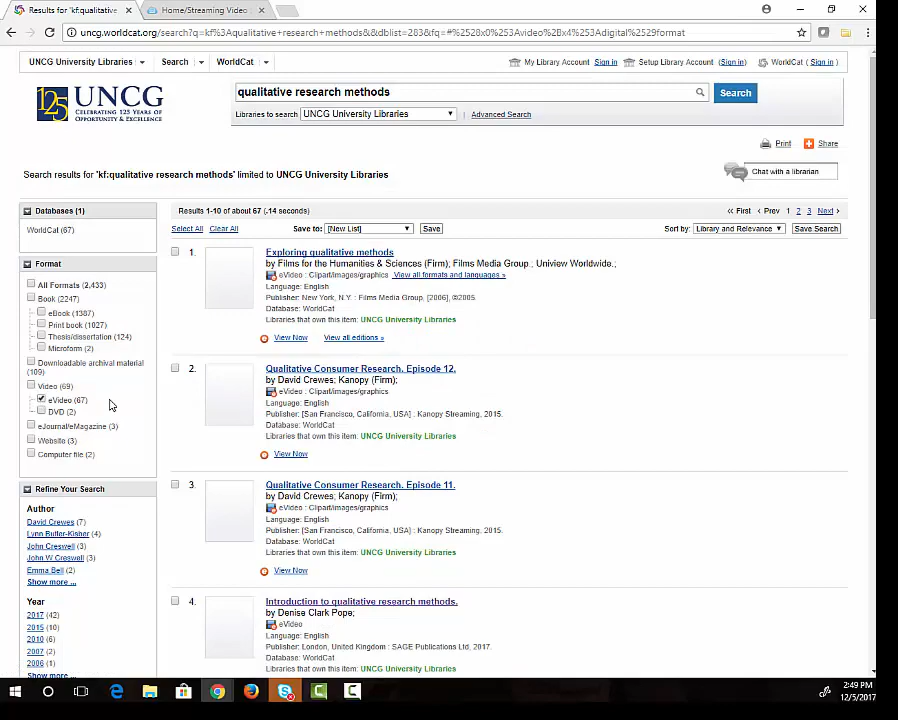 Results for 'kf:qualitative
Home/Streaming Video
uncg.worldcat.org/search?q=kf%3Aqualitative+research+methods&&dblist=283&fq=#%2528x0%253Avideo%2Bx4%253Adigital%2529format
UNCG University Libraries Search WorldCat My Library Account Sign in Setup Library Account (Sign in) WorldCat (Sign in)
125 UNCG
CELEBRATING 125 YEARS OF
OPPORTUNITY & EXCELLENCE
qualitative research methods Search
Libraries to search UNCG University Libraries Advanced Search
Print Share
Chat with a librarian
Search results for 'kf:qualitative research methods' limited to UNCG University Libraries
Databases (1)
WorldCat (67)
Format
All Formats (2,433)
Book (2247)
eBook (1387)
Print book (1027)
Thesis/dissertation (124)
Microform (2)
Downloadable archival material
(109)
Video (69)
eVideo (67)
DVD (2)
eJournal/eMagazine (3)
Website (3)
Computer file (2)
Refine Your Search
Author
David Crewes (7)
Lynn Butler-Kisber (4)
John Creswell (3)
John W Creswell (3)
Emma Bell (2)
Show more ...
Year
2017 (42)
2015 (10)
2010 (6)
2007 (2)
2006 (1)
Show more ...
Results 1-10 of about 67 (.14 seconds) << First < Prev 1 2 3 Next >
Select All Clear All Save to: [New List] Save Sort by: Library and Relevance Save Search
1. Exploring qualitative methods
by Films for the Humanities & Sciences (Firm); Films Media Group.; Uniview Worldwide.;
eVideo : Clipart/images/graphics View all formats and languages »
Language: English
Publisher: New York, N.Y. : Films Media Group, [2006], ©2005.
Database: WorldCat
Libraries that own this item: UNCG University Libraries
View Now View all editions »
2. Qualitative Consumer Research. Episode 12.
by David Crewes; Kanopy (Firm);
eVideo : Clipart/images/graphics
Language: English
Publisher: [San Francisco, California, USA] : Kanopy Streaming, 2015.
Database: WorldCat
Libraries that own this item: UNCG University Libraries
View Now
3. Qualitative Consumer Research. Episode 11.
by David Crewes; Kanopy (Firm);
eVideo : Clipart/images/graphics
Language: English
Publisher: [San Francisco, California, USA] : Kanopy Streaming, 2015.
Database: WorldCat
Libraries that own this item: UNCG University Libraries
View Now
4. Introduction to qualitative research methods.
by Denise Clark Pope;
eVideo
Language: English
Publisher: London, United Kingdom : SAGE Publications Ltd, 2017.
Database: WorldCat
Libraries that own this item: UNCG University Libraries
2:49 PM
12/5/2017